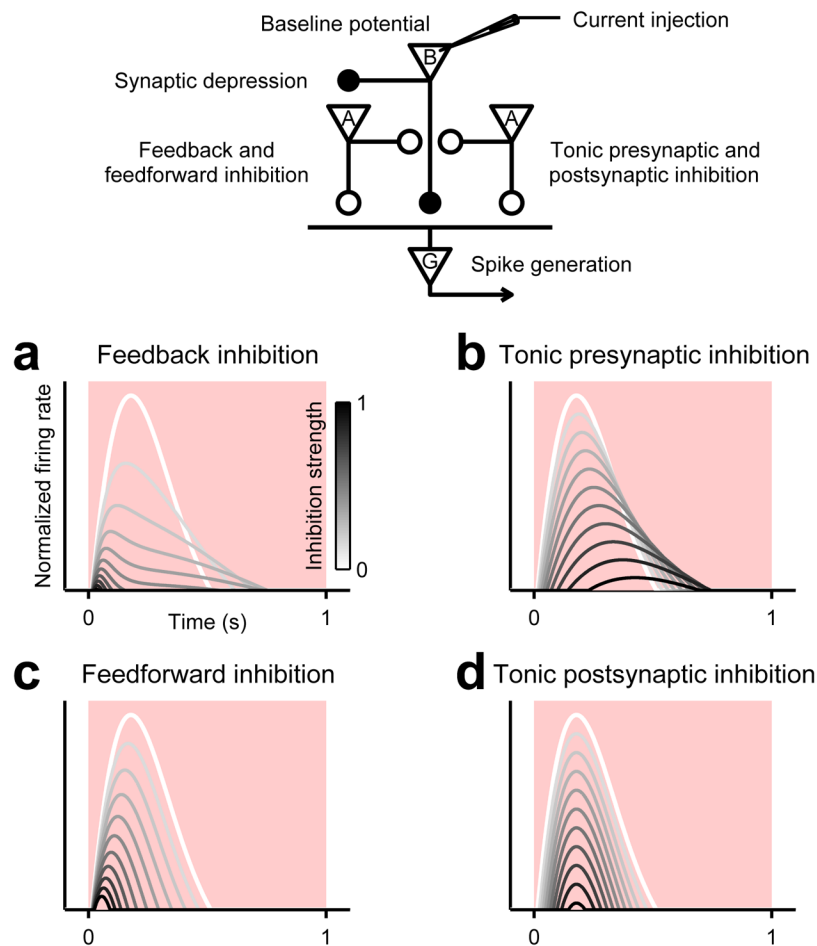 Baseline potential
Current injection
B
Synaptic depression
A
A
Feedback and
feedforward inhibition
Tonic presynaptic and
postsynaptic inhibition
G
Spike generation
a
Feedback inhibition
Normalized firing rate
Inhibition strength
1
0
0
Time (s)
1
b
Tonic presynaptic inhibition
0
1
c
Feedforward inhibition
0
1
d
Tonic postsynaptic inhibition
0
1